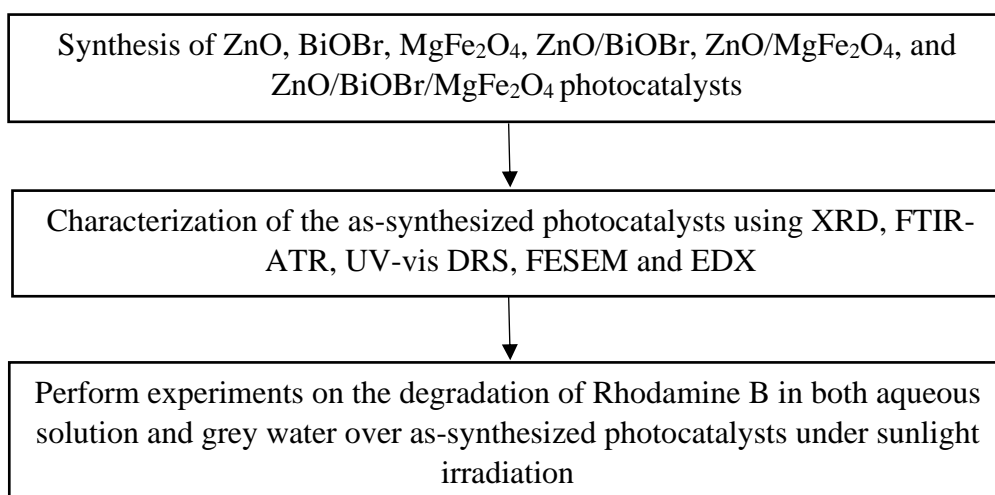 Synthesis of ZnO, BiOBr, MgFe₂O₄, ZnO/BiOBr, ZnO/MgFe₂O₄, and
ZnO/BiOBr/MgFe₂O₄ photocatalysts
Characterization of the as-synthesized photocatalysts using XRD, FTIR-
ATR, UV-vis DRS, FESEM and EDX
Perform experiments on the degradation of Rhodamine B in both aqueous
solution and grey water over as-synthesized photocatalysts under sunlight
irradiation